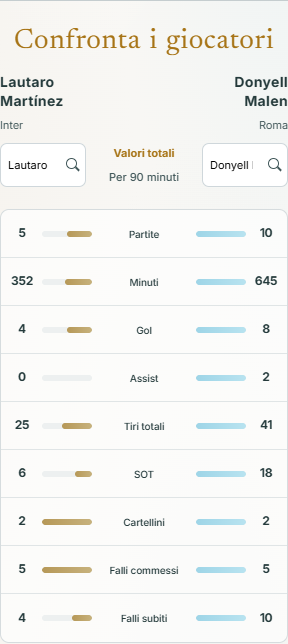 Confronta i giocatori
Lautaro Martínez
Donyell Malen
Inter
Roma
Lautaro
Valori totali
Donyell
Per 90 minuti
5 Partite 10
352 Minuti 645
4 Gol 8
0 Assist 2
25 Tiri totali 41
6 SOT 18
2 Cartellini 2
5 Falli commessi 5
4 Falli subiti 10